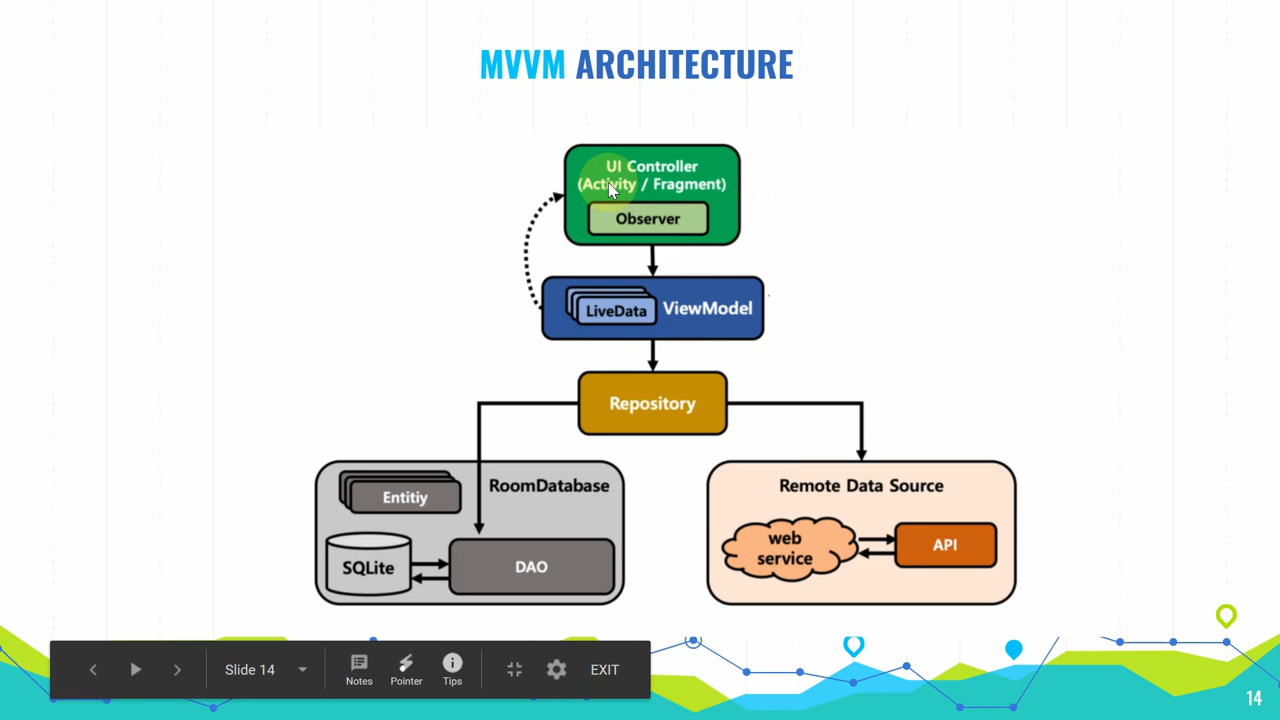 MVVM ARCHITECTURE
UI Controller
(Activity / Fragment)
Observer
LiveData
ViewModel
Repository
Entitiy
RoomDatabase
SQLite
DAO
Remote Data Source
web
service
API
Slide 14
Notes
Pointer
Tips
EXIT
14